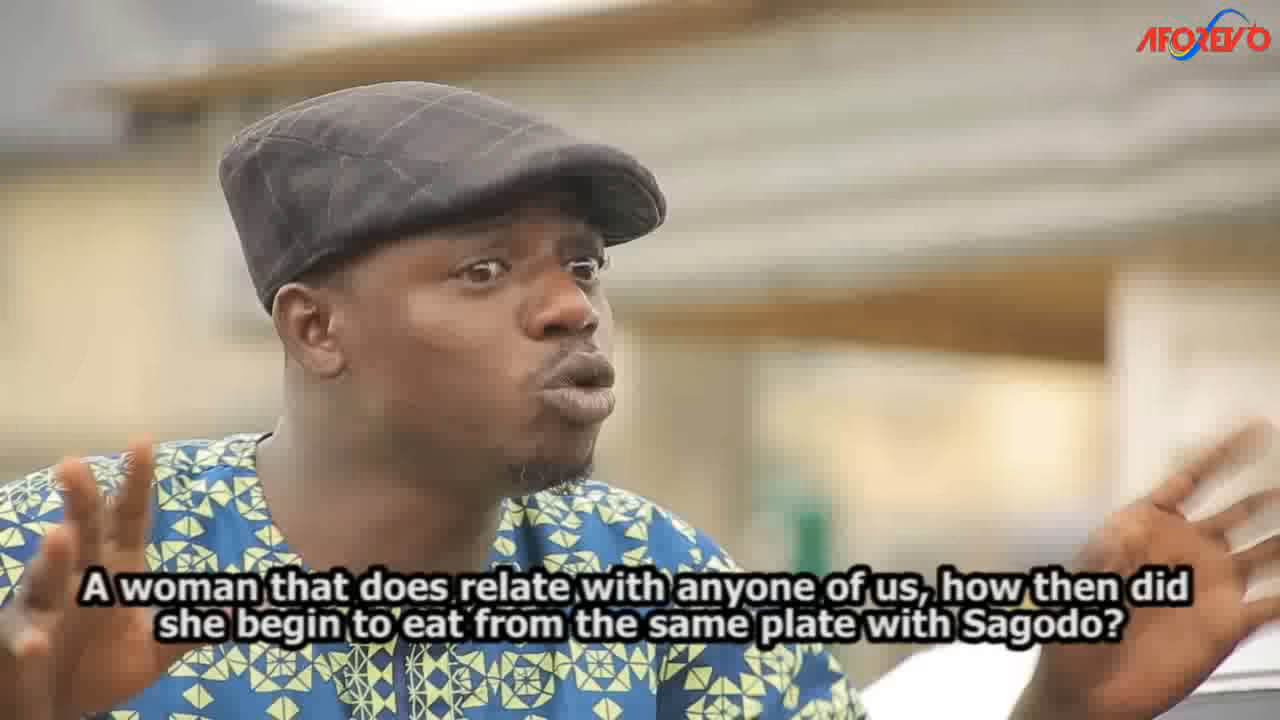 AFOREVO
A woman that does relate with anyone of us, how then did
she begin to eat from the same plate with Sagodo?